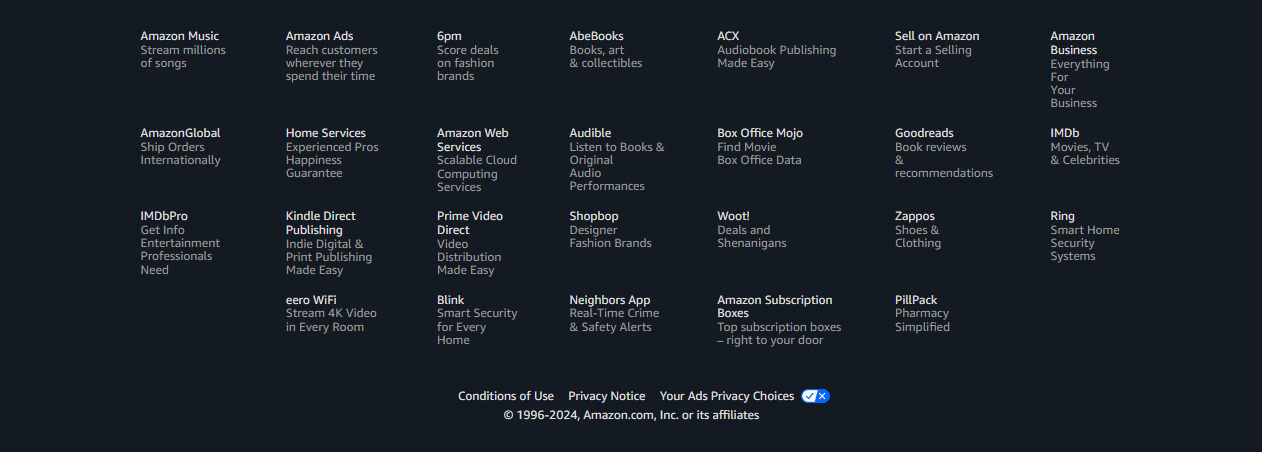 Amazon Music
Stream millions
of songs
Amazon Ads
Reach customers
wherever they
spend their time
6pm
Score deals
on fashion
brands
AbeBooks
Books, art
& collectibles
ACX
Audiobook Publishing
Made Easy
Sell on Amazon
Start a Selling
Account
Amazon
Business
Everything
For
Your
Business
AmazonGlobal
Ship Orders
Internationally
Home Services
Experienced Pros
Happiness
Guarantee
Amazon Web
Services
Scalable Cloud
Computing
Services
Audible
Listen to Books &
Original
Audio
Performances
Box Office Mojo
Find Movie
Box Office Data
Goodreads
Book reviews
&
recommendations
IMDb
Movies, TV
& Celebrities
IMDbPro
Get Info
Entertainment
Professionals
Need
Kindle Direct
Publishing
Indie Digital &
Print Publishing
Made Easy
Prime Video
Direct
Video
Distribution
Made Easy
Shopbop
Designer
Fashion Brands
Woot!
Deals and
Shenanigans
Zappos
Shoes &
Clothing
Ring
Smart Home
Security
Systems
eero WiFi
Stream 4K Video
in Every Room
Blink
Smart Security
for Every
Home
Neighbors App
Real-Time Crime
& Safety Alerts
Amazon Subscription
Boxes
Top subscription boxes
– right to your door
PillPack
Pharmacy
Simplified
Conditions of Use Privacy Notice Your Ads Privacy Choices
© 1996-2024, Amazon.com, Inc. or its affiliates